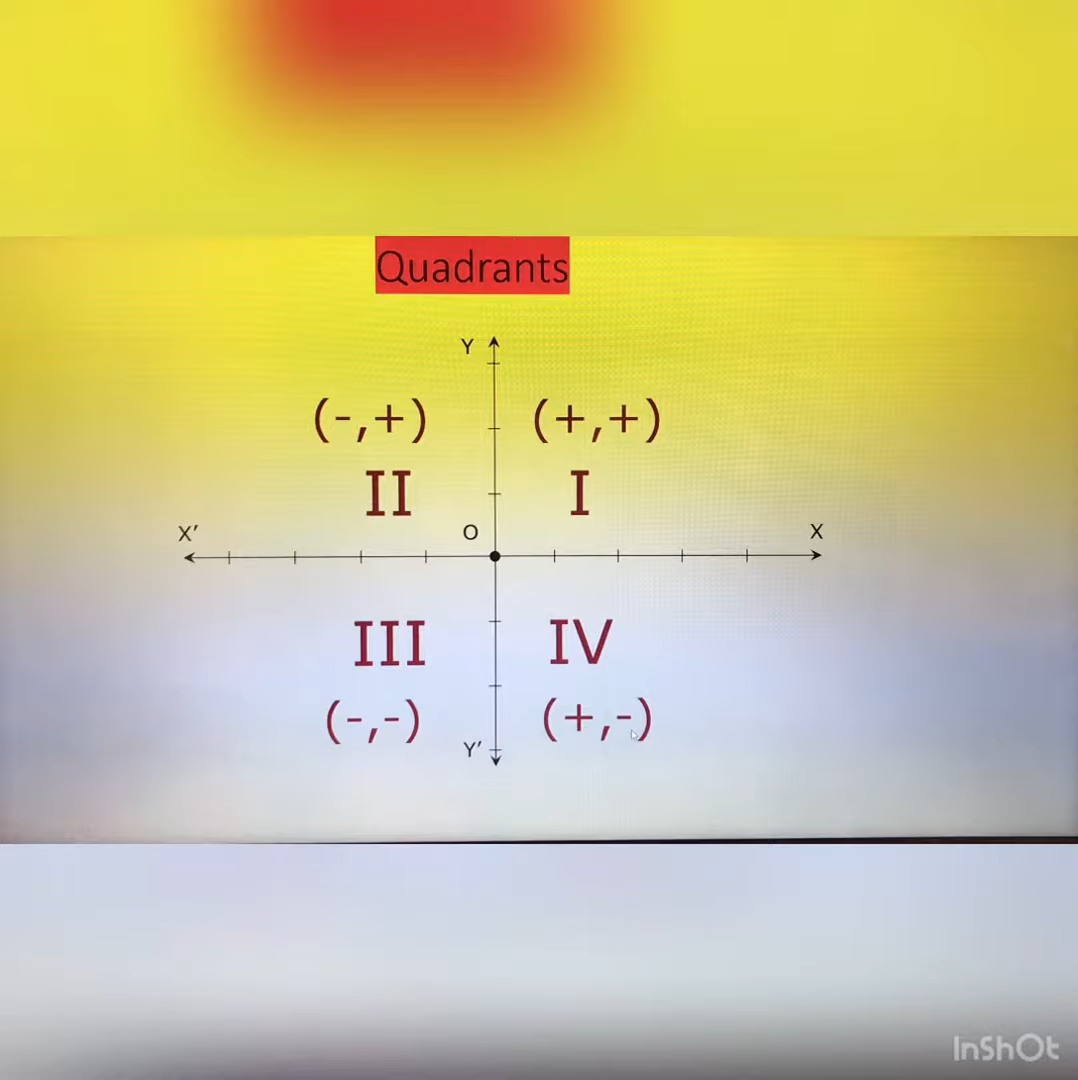 Quadrants
Y
(-,+) (+,+)
II I
X' O X
III IV
(-,-) (+,-)
Y'
InShOt